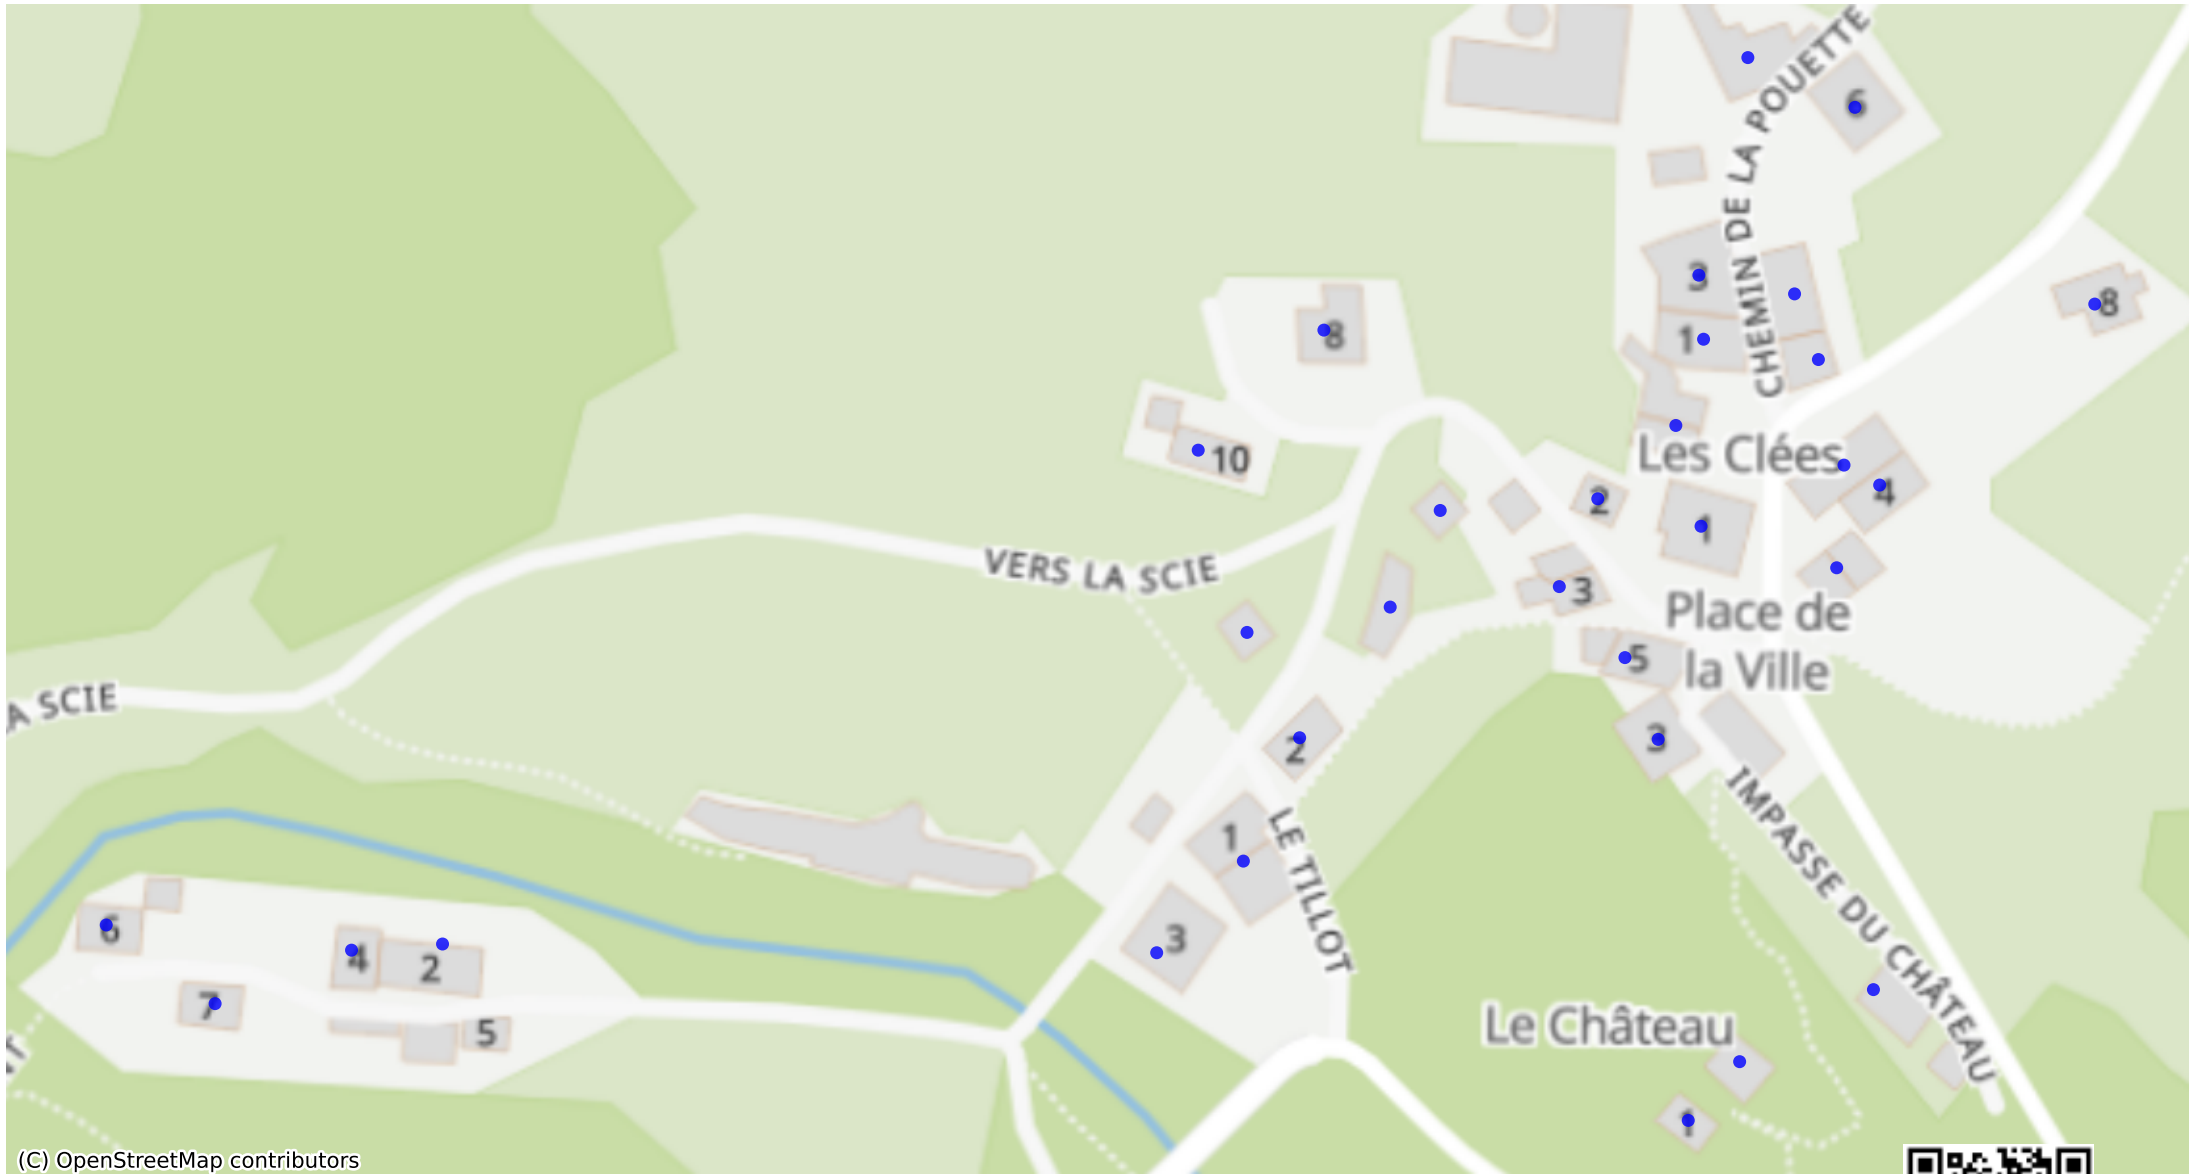 CHEMIN DE LA POUETTE
6
3
8
8
1
10
Les Clées
2
4
1
VERS LA SCIE
3
Place de
la Ville
5
A SCIE
3
2
IMPASSE DU CHÂTEAU
1
LE TILLOT
3
6
4
2
7
5
Le Château
1
(C) OpenStreetMap contributors